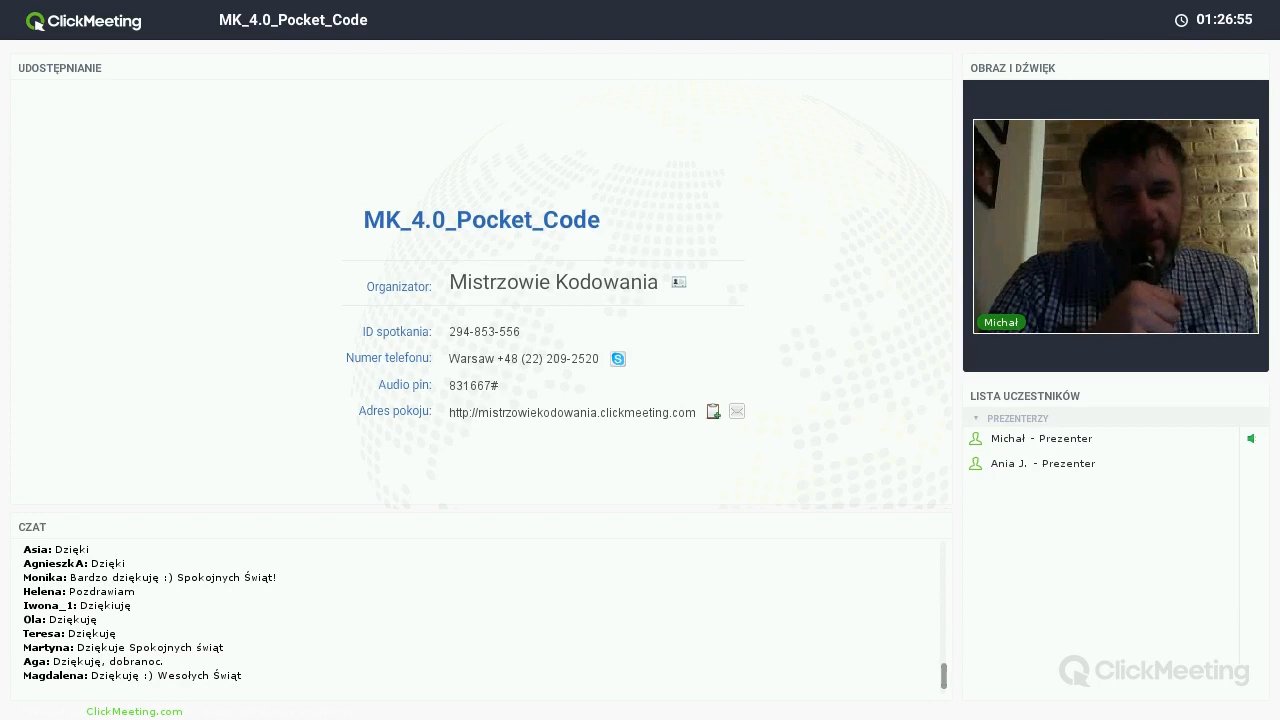 ClickMeeting
MK_4.0_Pocket_Code
01:26:55
UDOSTĘPNIANIE
MK_4.0_Pocket_Code
Organizator: Mistrzowie Kodowania
ID spotkania: 294-853-556
Numer telefonu: Warsaw +48 (22) 209-2520
Audio pin: 831667#
Adres pokoju: http://mistrzowiekodowania.clickmeeting.com
OBRAZ I DŹWIĘK
Michał
LISTA UCZESTNIKÓW
PREZENTERZY
Michał - Prezenter
Ania J. - Prezenter
CZAT
Asia: Dzięki
AgnieszkA: Dzięki
Monika: Bardzo dziękuję :) Spokojnych Świąt!
Helena: Pozdrawiam
Iwona_1: Dziękiuję
Ola: Dziękuję
Teresa: Dziękuję
Martyna: Dziękuje Spokojnych świąt
Aga: Dziękuję, dobranoc.
Magdalena: Dziękuję :) Wesołych Świąt
ClickMeeting
ClickMeeting.com